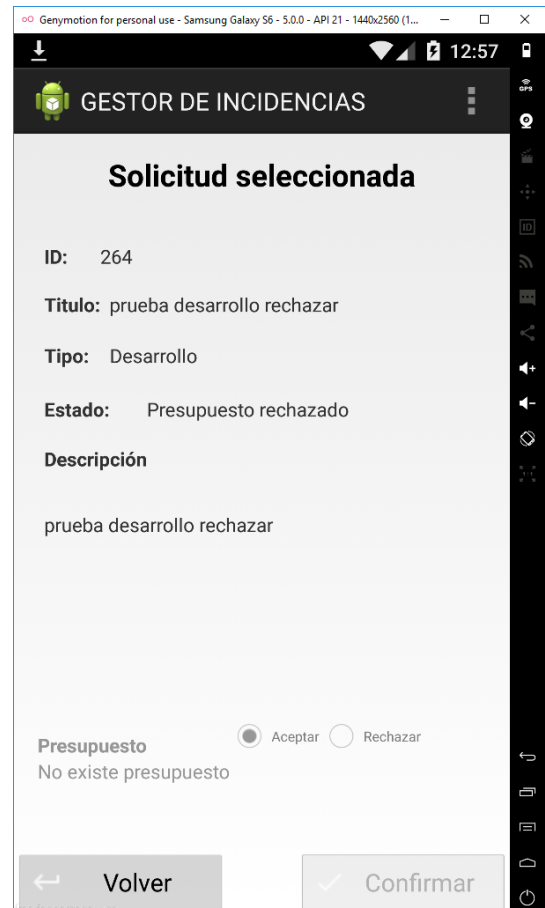 Genymotion for personal use - Samsung Galaxy S6 - 5.0.0 - API 21 - 1440x2560 (1...
12:57
GPS
GESTOR DE INCIDENCIAS
Solicitud seleccionada
ID
ID: 264
Titulo: prueba desarrollo rechazar
Tipo: Desarrollo
Estado: Presupuesto rechazado
Descripción
prueba desarrollo rechazar
Aceptar Rechazar
Presupuesto
No existe presupuesto
Volver Confirmar